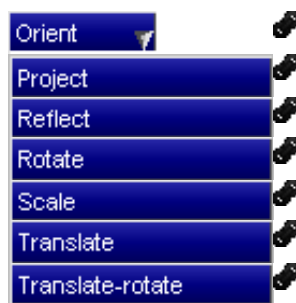 Orient
Project
Reflect
Rotate
Scale
Translate
Translate-rotate